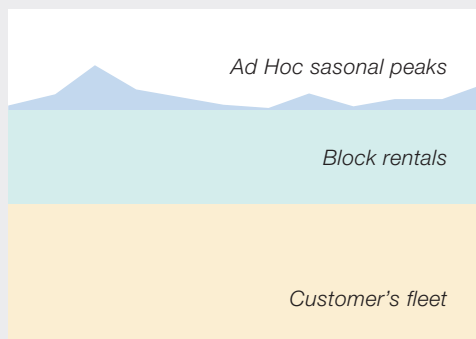 Ad Hoc sasonal peaks
Block rentals
Customer’s fleet